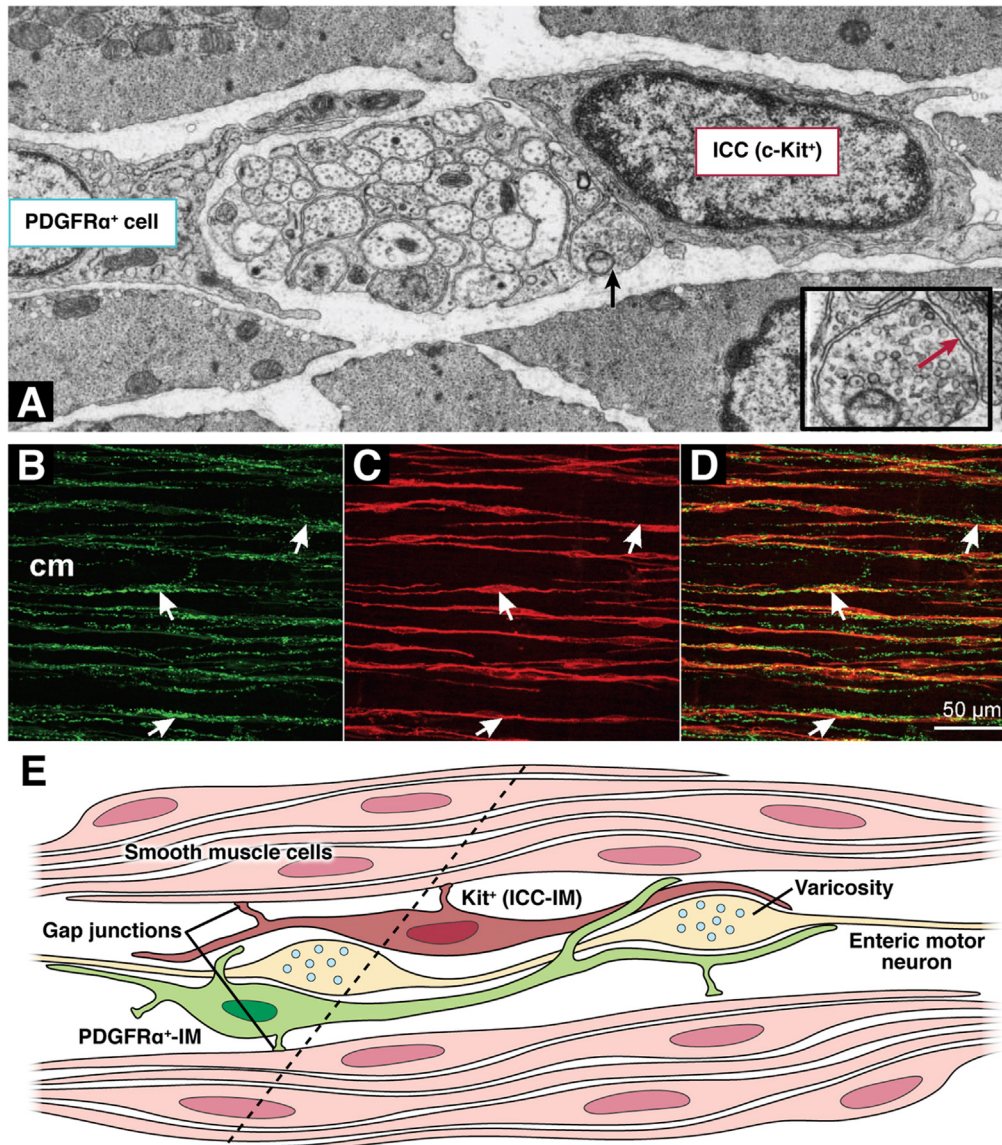 ICC (c-Kit⁺)
PDGFRα⁺ cell
A
B
C
D
cm
50 μm
E
Smooth muscle cells
Kit⁺ (ICC-IM)
Varicosity
Gap junctions
Enteric motor
neuron
PDGFRα⁺-IM